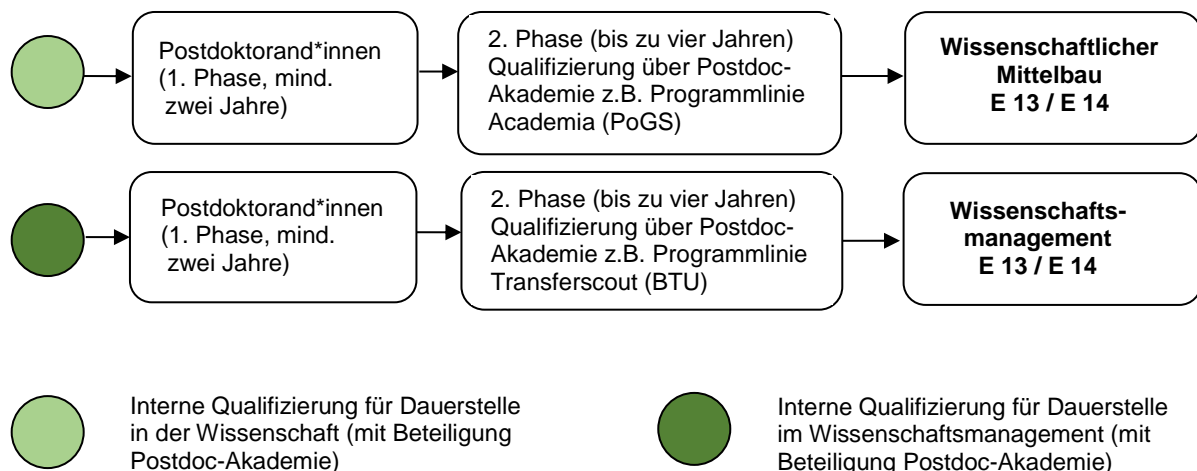 Postdoktorand*innen
(1. Phase, mind.
zwei Jahre)
2. Phase (bis zu vier Jahren)
Qualifizierung über Postdoc-
Akademie z.B. Programmlinie
Academia (PoGS)
Wissenschaftlicher
Mittelbau
E 13 / E 14
Postdoktorand*innen
(1. Phase, mind.
zwei Jahre)
2. Phase (bis zu vier Jahren)
Qualifizierung über Postdoc-
Akademie z.B. Programmlinie
Transferscout (BTU)
Wissenschafts-
management
E 13 / E 14
Interne Qualifizierung für Dauerstelle
in der Wissenschaft (mit Beteiligung
Postdoc-Akademie)
Interne Qualifizierung für Dauerstelle
im Wissenschaftsmanagement (mit
Beteiligung Postdoc-Akademie)